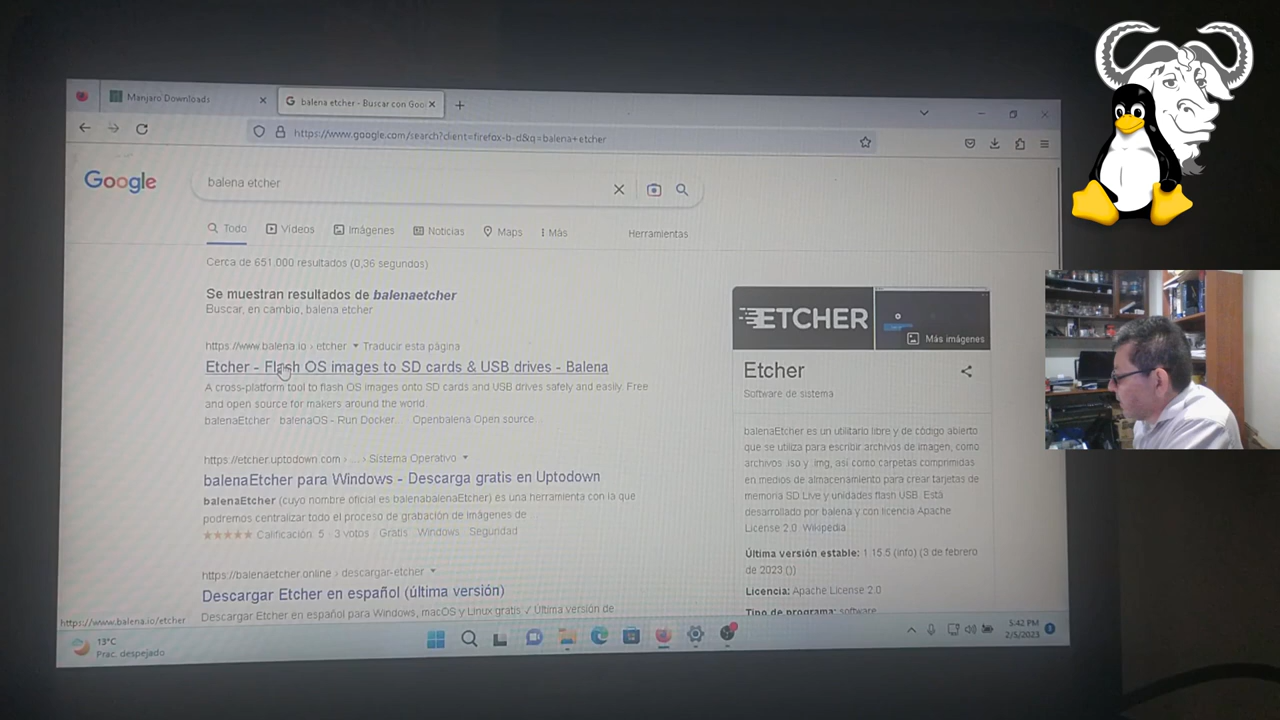 Manjaro Downloads
balena etcher - Buscar con Goo
https://www.google.com/search?client=firefox-b-d&q=balena+etcher
Google
balena etcher
Todo
Vídeos
Imágenes
Noticias
Maps
Más
Herramientas
Cerca de 651.000 resultados (0,36 segundos)
Se muestran resultados de balenaetcher
Buscar, en cambio, balena etcher
https://www.balena.io › etcher Traducir esta página
Etcher - Flash OS images to SD cards & USB drives - Balena
A cross-platform tool to flash OS images onto SD cards and USB drives safely and easily. Free
and open source for makers around the world.
balenaEtcher · balenaOS - Run Docker... · Openbalena Open source...
https://etcher.uptodown.com › ... › Sistema Operativo
balenaEtcher para Windows - Descarga gratis en Uptodown
balenaEtcher (cuyo nombre oficial es balenabalenaEtcher) es una herramienta con la que
podremos centralizar todo el proceso de grabación de imágenes de
★★★★★ Calificación: 5 · 3 votos · Gratis · Windows · Seguridad
https://balenaetcher.online › descargar-etcher
Descargar Etcher en español (última versión)
Descargar Etcher en español para Windows, macOS y Linux gratis ✓ Última versión de
https://www.balena.io/etcher
ETCHER
Más imágenes
Etcher
Software de sistema
balenaEtcher es un utilitario libre y de código abierto
que se utiliza para escribir archivos de imagen, como
archivos .iso y .img, así como carpetas comprimidas
en medios de almacenamiento para crear tarjetas de
memoria SD Live y unidades flash USB. Está
desarrollado por balena y con licencia Apache
License 2.0. Wikipedia
Última versión estable: 1.15.5 (info) (3 de febrero
de 2023 ())
Licencia: Apache License 2.0
Tipo de programa: software
13°C
Prac. despejado
5:42 PM
2/5/2023